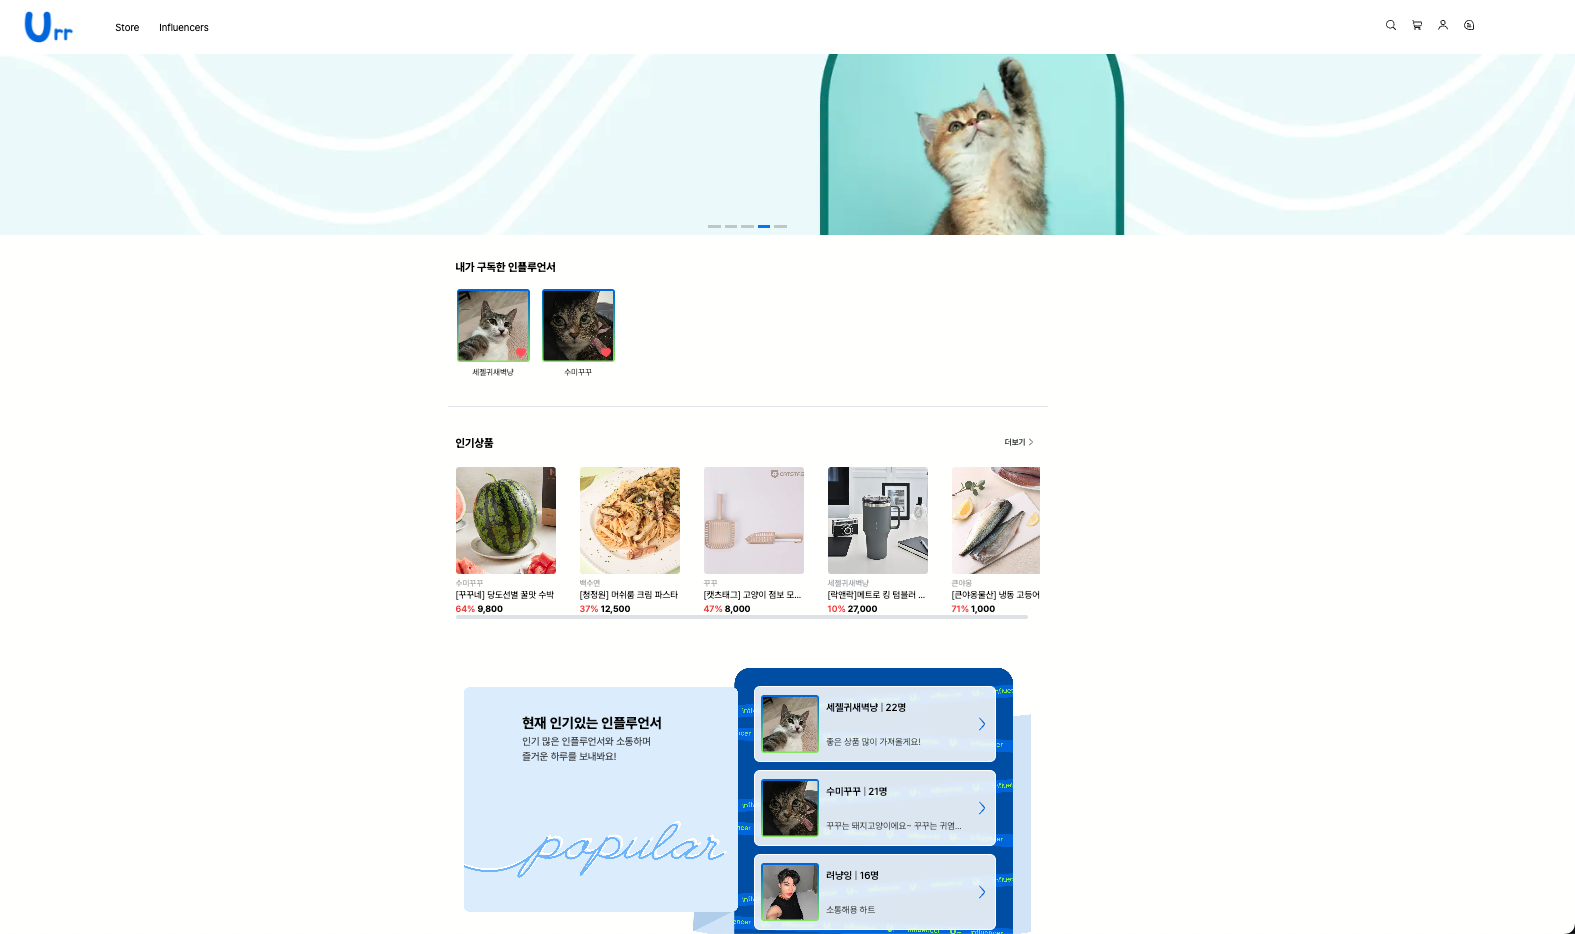 Urr
Store
Influencers
내가 구독한 인플루언서
세젤귀새벽냥
수미꾸꾸
인기상품
더보기
수미꾸꾸
[꾸꾸네] 당도선별 꿀맛 수박
64% 9,800
백수연
[청정원] 머쉬룸 크림 파스타
37% 12,500
꾸꾸
[캣츠태그] 고양이 점보 모...
47% 8,000
세젤귀새벽냥
[락앤락]메트로 킹 텀블러 ...
10% 27,000
큰야옹
[큰야옹물산] 냉동 고등어
71% 1,000
현재 인기있는 인플루언서
인기 많은 인플루언서와 소통하며
즐거운 하루를 보내봐요!
popular
세젤귀새벽냥 | 22명
좋은 상품 많이 가져올게요!
수미꾸꾸 | 21명
꾸꾸는 돼지고양이에요~ 꾸꾸는 귀염...
려냥잉 | 16명
소통해용 하트